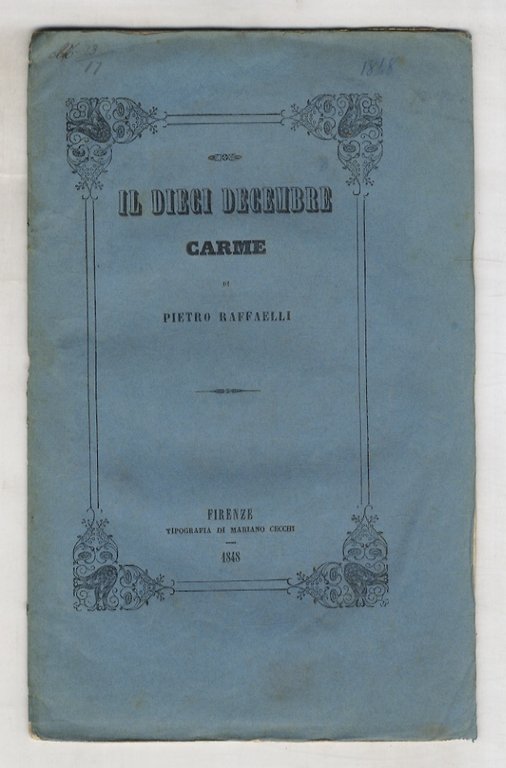 1848
IL DIECI DECEMBRE
CARME
DI
PIETRO RAFFAELLI
FIRENZE
TIPOGRAFIA DI MARIANO CECCHI
1848